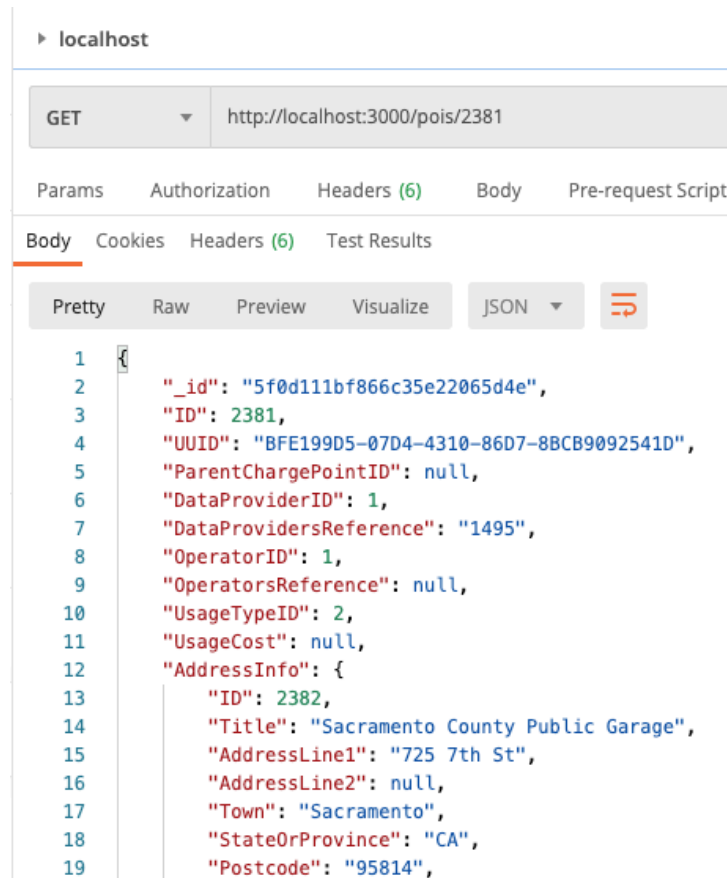 localhost
GET http://localhost:3000/pois/2381
Params Authorization Headers (6) Body Pre-request Script
Body Cookies Headers (6) Test Results
Pretty Raw Preview Visualize JSON
1 {
2 "_id": "5f0d111bf866c35e22065d4e",
3 "ID": 2381,
4 "UUID": "BFE199D5-07D4-4310-86D7-8BCB9092541D",
5 "ParentChargePointID": null,
6 "DataProviderID": 1,
7 "DataProvidersReference": "1495",
8 "OperatorID": 1,
9 "OperatorsReference": null,
10 "UsageTypeID": 2,
11 "UsageCost": null,
12 "AddressInfo": {
13 "ID": 2382,
14 "Title": "Sacramento County Public Garage",
15 "AddressLine1": "725 7th St",
16 "AddressLine2": null,
17 "Town": "Sacramento",
18 "StateOrProvince": "CA",
19 "Postcode": "95814",